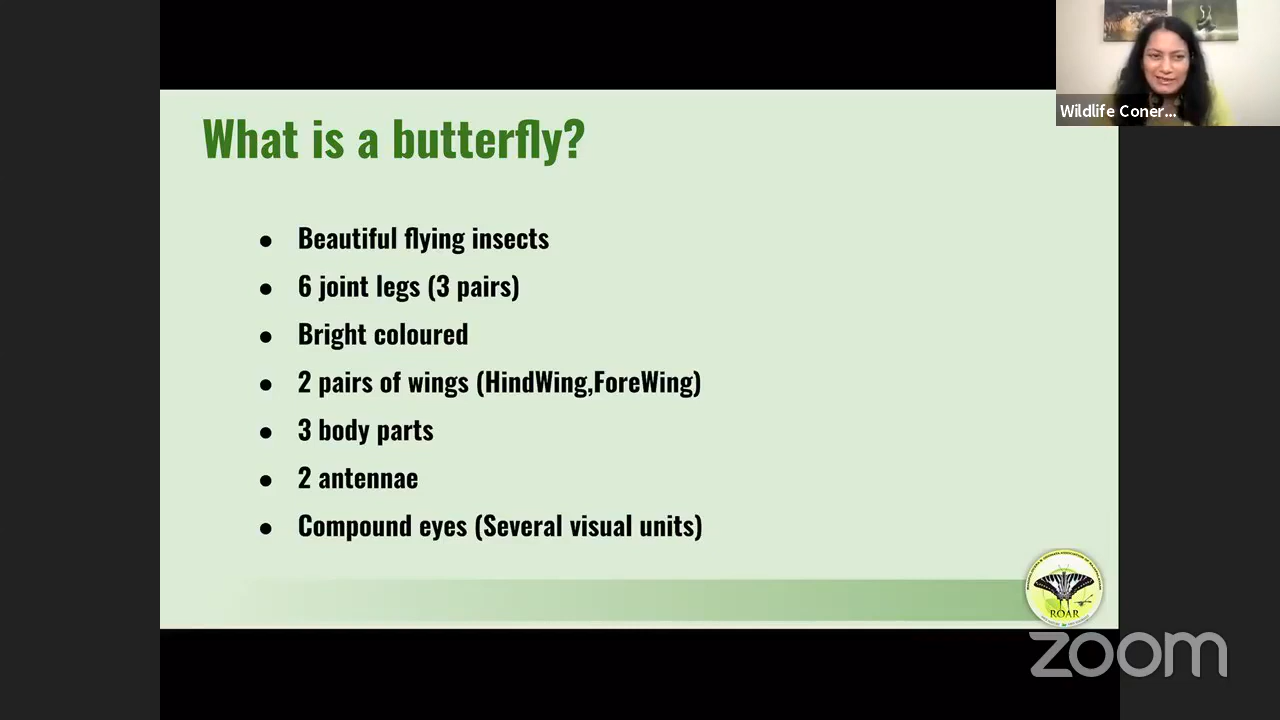 Wildlife Coner...
What is a butterfly?
● Beautiful flying insects
● 6 joint legs (3 pairs)
● Bright coloured
● 2 pairs of wings (HindWing,ForeWing)
● 3 body parts
● 2 antennae
● Compound eyes (Several visual units)
ROAR
zoom